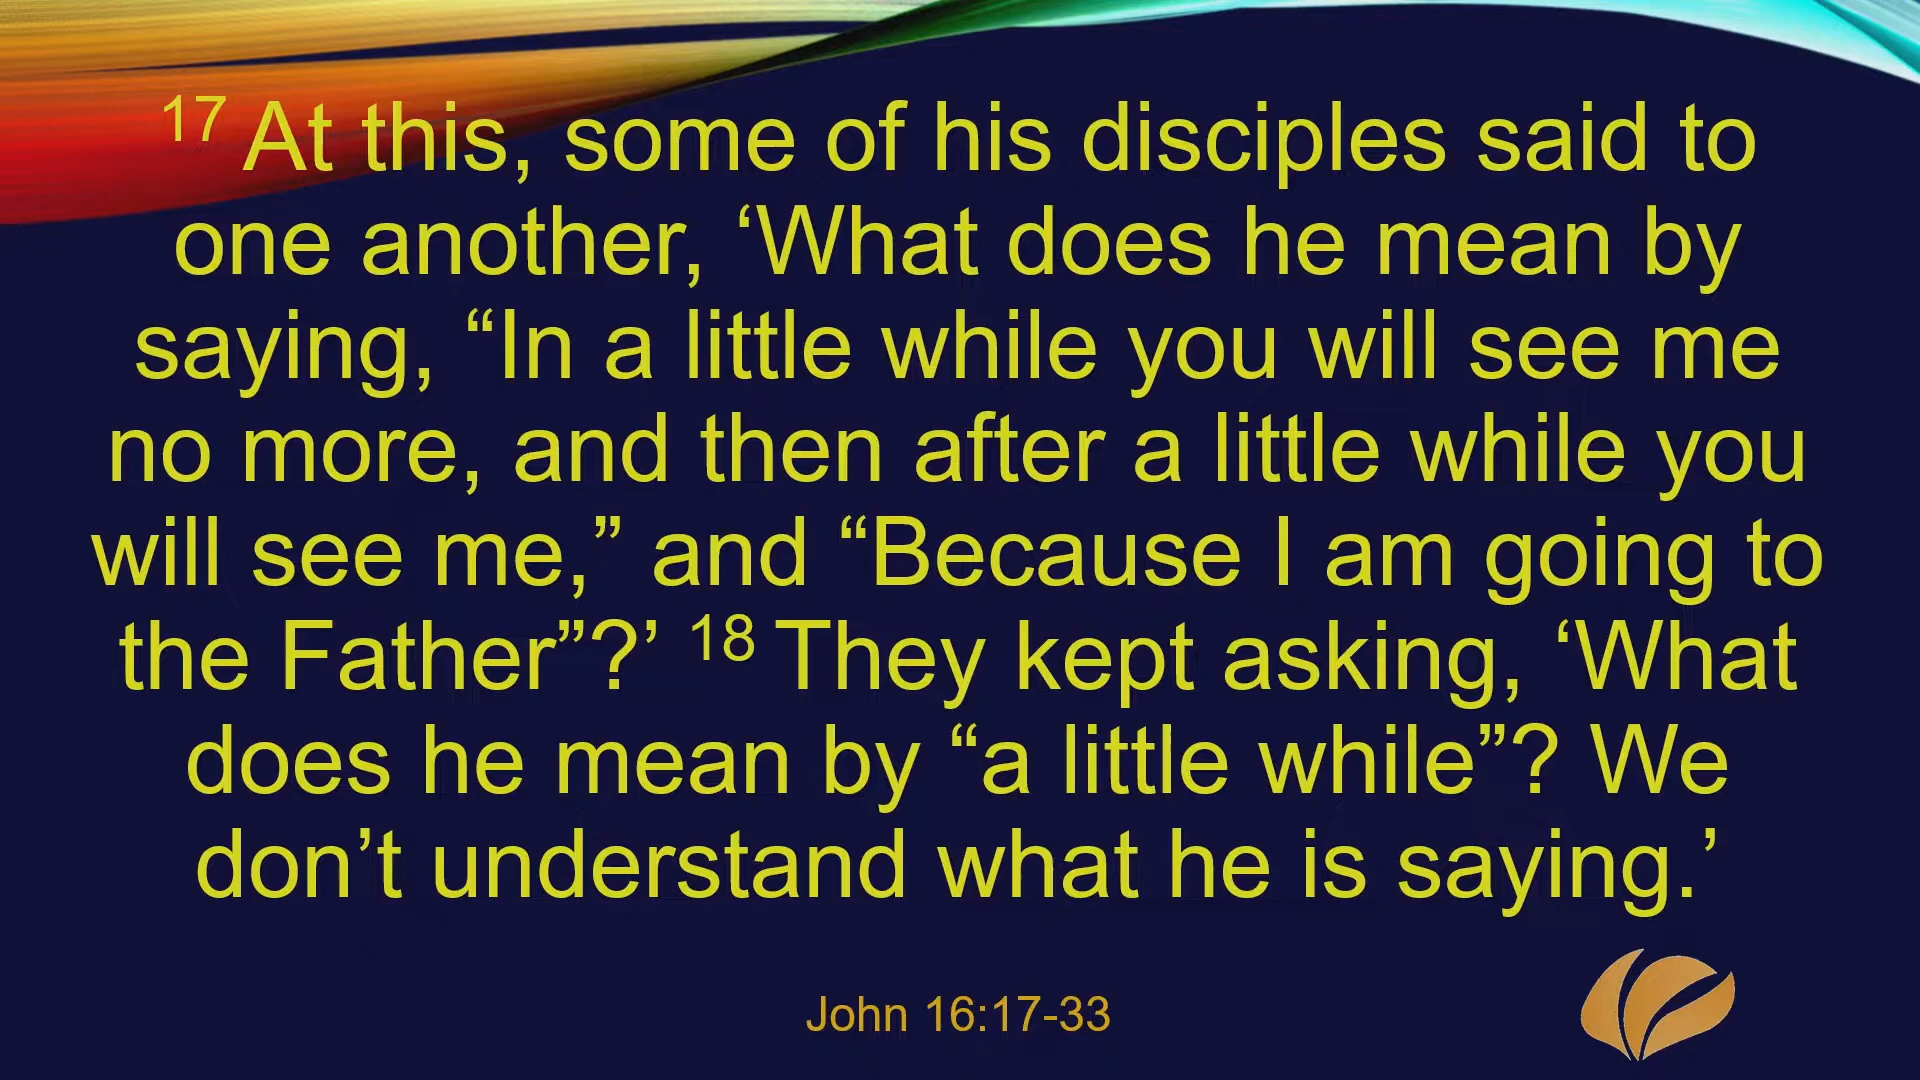 17 At this, some of his disciples said to
one another, ‘What does he mean by
saying, “In a little while you will see me
no more, and then after a little while you
will see me,” and “Because I am going to
the Father”?’ 18 They kept asking, ‘What
does he mean by “a little while”? We
don’t understand what he is saying.’
John 16:17-33